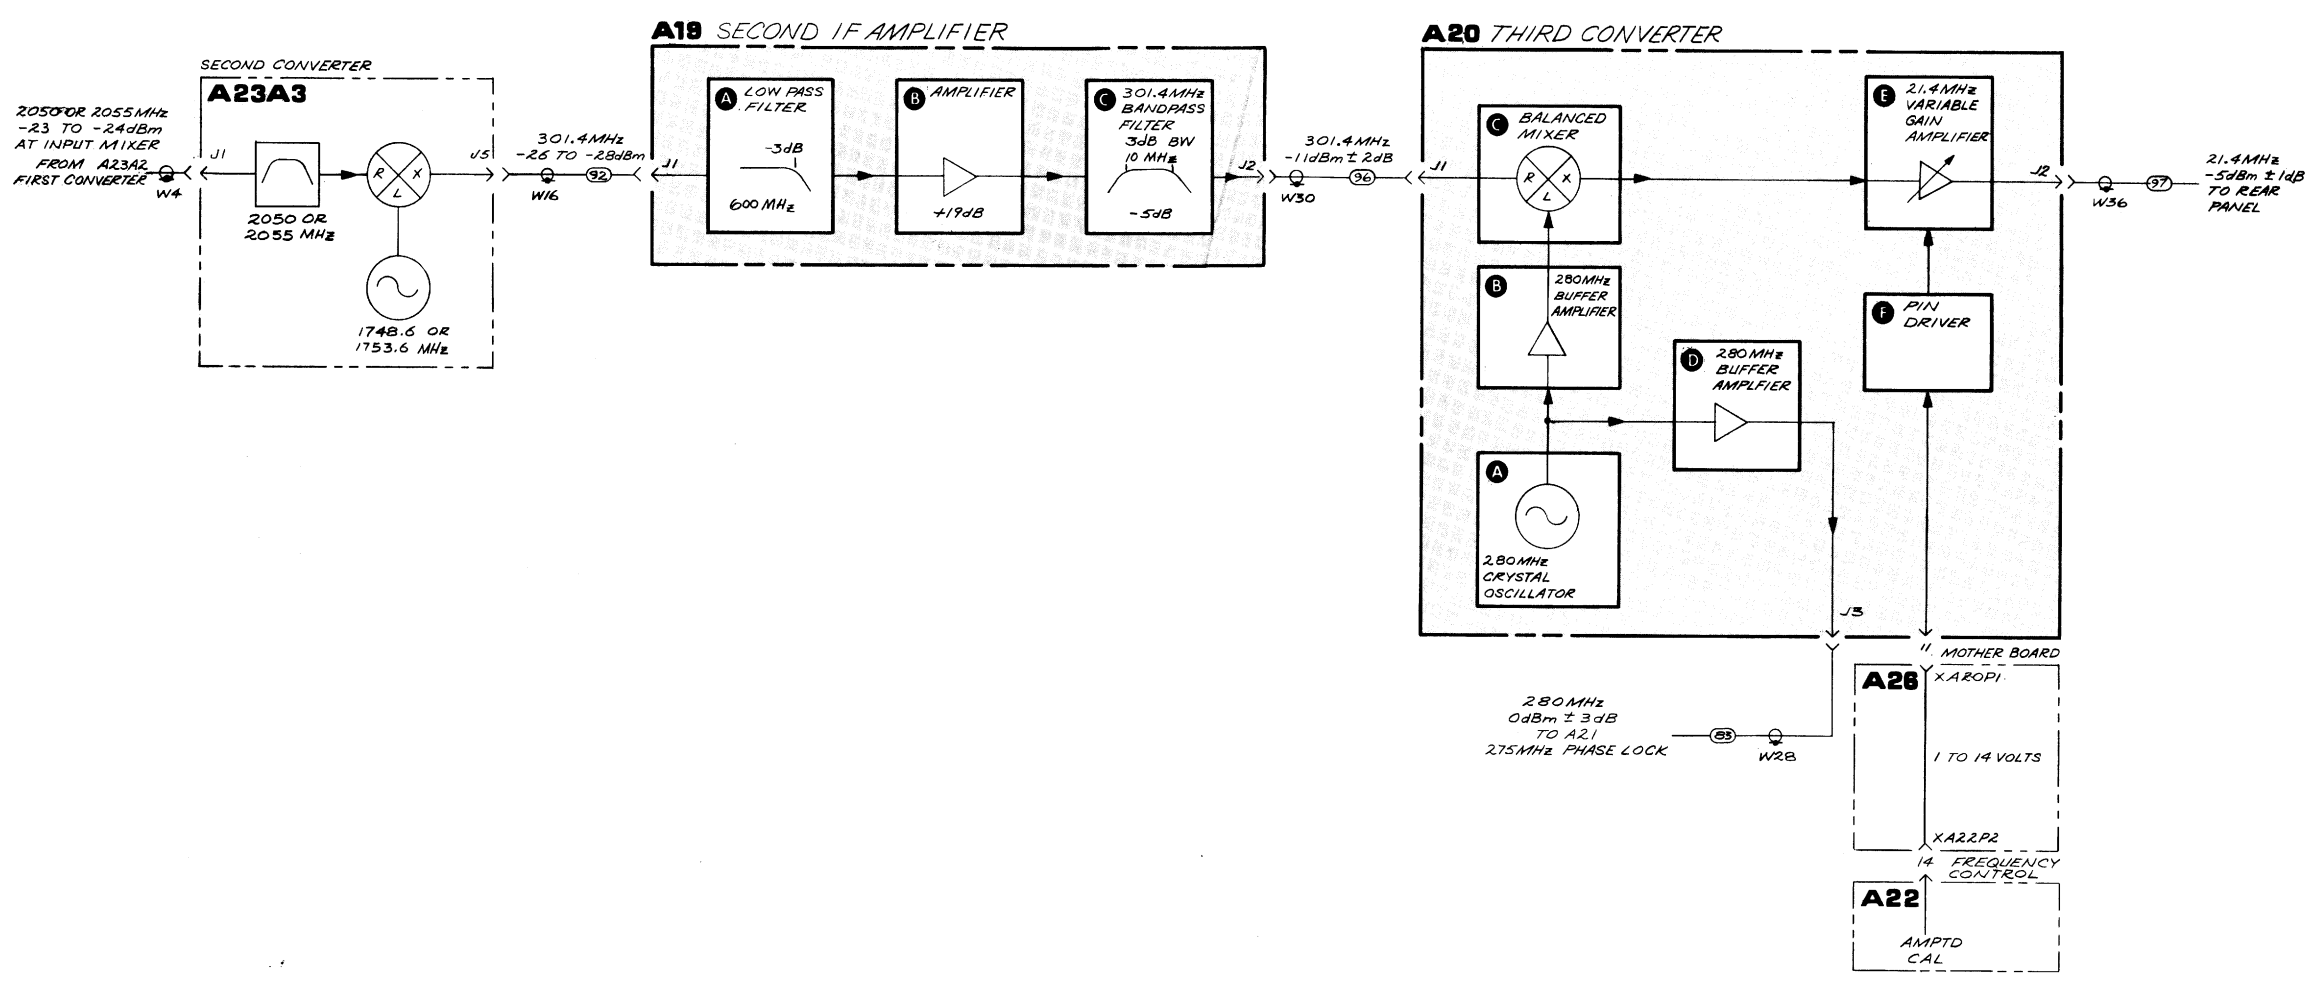 SECOND CONVERTER
A23A3
2050 OR 2055MHz
-23 TO -24dBm
AT INPUT MIXER
FROM A23A2
FIRST CONVERTER
W4
J1
2050 OR
2055 MHz
R X
L
1748.6 OR
1753.6 MHz
J5
301.4MHz
-26 TO -28dBm
W16
92
A19 SECOND IF AMPLIFIER
J1
A LOW PASS
FILTER
-3dB
600MHz
B AMPLIFIER
+19dB
C 301.4MHz
BANDPASS
FILTER
3dB BW
10 MHz
-5dB
J2
301.4MHz
-11dBm ± 2dB
W30
96
A20 THIRD CONVERTER
J1
C BALANCED
MIXER
R X
L
B 280MHz
BUFFER
AMPLIFIER
A
280MHz
CRYSTAL
OSCILLATOR
D 280MHz
BUFFER
AMPLFIER
E 21.4MHz
VARIABLE
GAIN
AMPLIFIER
F PIN
DRIVER
J2
W36
97
21.4MHz
-5dBm ± 1dB
TO REAR
PANEL
J3
280MHz
0dBm ± 3dB
TO A21
275MHz PHASE LOCK
83
W28
11 MOTHER BOARD
A26 XA20P1
1 TO 14 VOLTS
XA22P2
14 FREQUENCY
CONTROL
A22
AMPTD
CAL